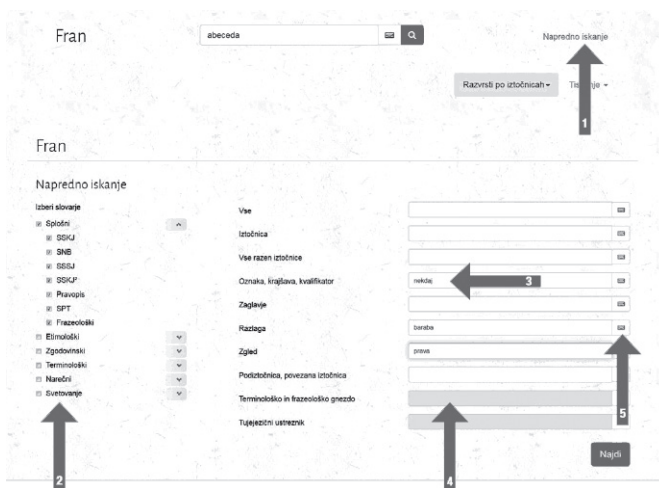 Fran
abeceda
Napredno iskanje
Razvrsti po iztočnicah
1
Fran
Napredno iskanje
Izberi slovarje
Splošni
SSKJ
SNB
SSSJ
SSKJ²
Pravopis
SPT
Frazeološki
Etimološki
Zgodovinski
Terminološki
Narečni
Svetovanje
2
Vse
Iztočnica
Vse razen iztočnice
Oznaka, krajšava, kvalifikator
nekdaj
3
Zaglavje
Razlaga
baraba
Zgled
prava
Podiztočnica, povezana iztočnica
Terminološko in frazeološko gnezdo
Tujejezični ustreznik
4
5
Najdi